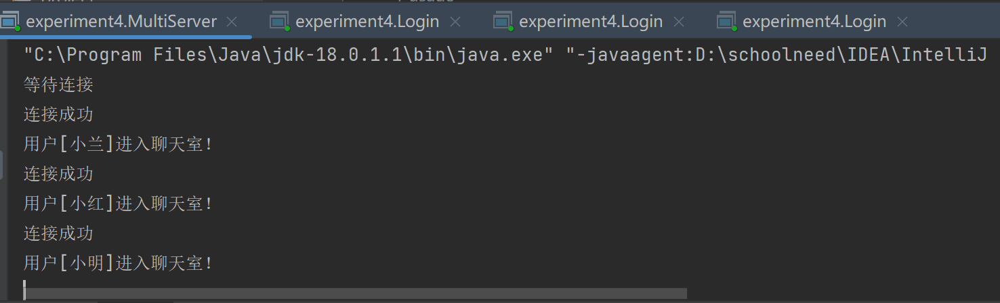 experiment4.MultiServer experiment4.Login experiment4.Login experiment4.Login
"C:\Program Files\Java\jdk-18.0.1.1\bin\java.exe" "-javaagent:D:\schoolneed\IDEA\IntelliJ
等待连接
连接成功
用户[小兰]进入聊天室!
连接成功
用户[小红]进入聊天室!
连接成功
用户[小明]进入聊天室!